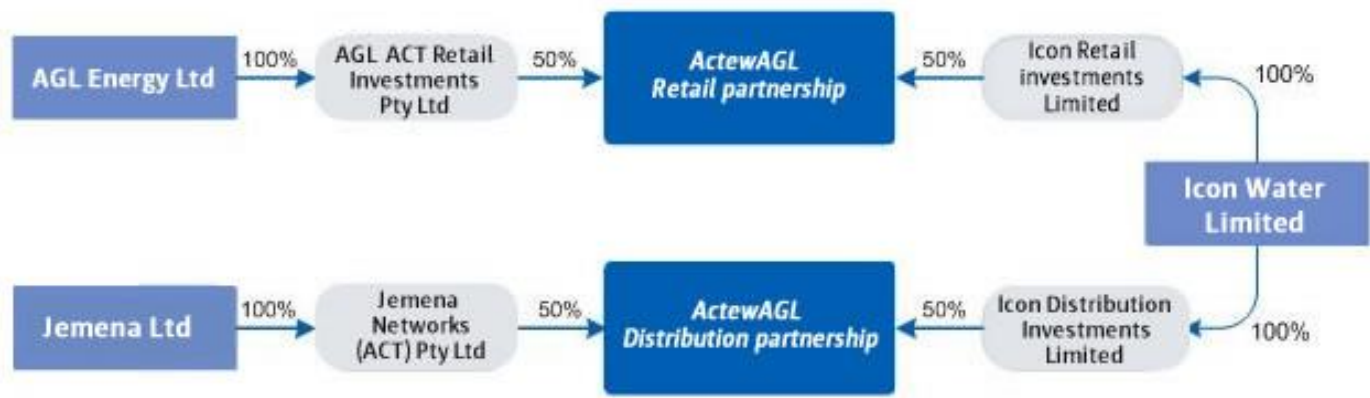 AGL Energy Ltd
100%
AGL ACT Retail
Investments
Pty Ltd
50%
ActewAGL
Retail partnership
50%
Icon Retail
investments
Limited
100%
Icon Water
Limited
Jemena Ltd
100%
Jemena
Networks
(ACT) Pty Ltd
50%
ActewAGL
Distribution partnership
50%
Icon Distribution
Investments
Limited
100%